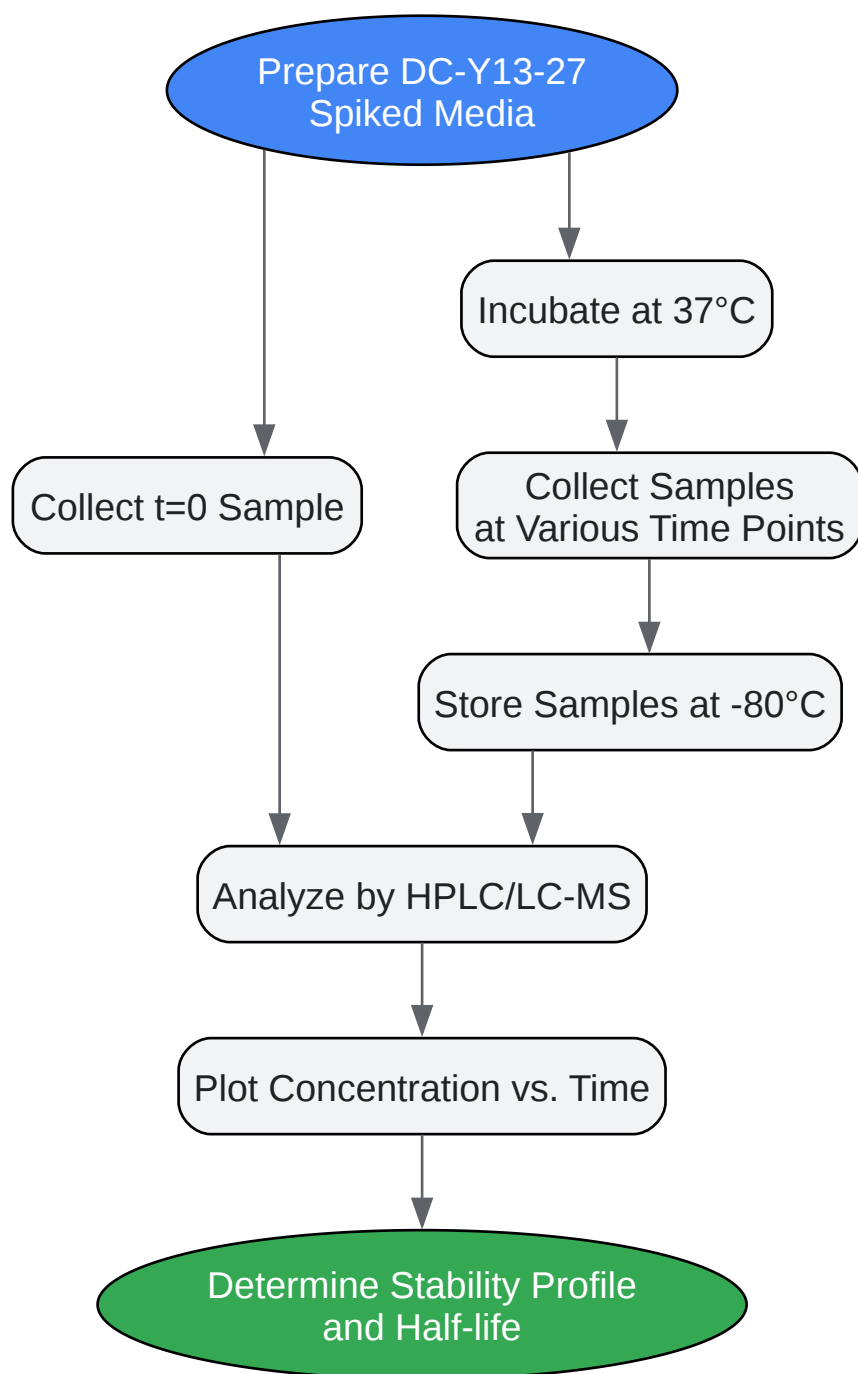 Prepare DC-Y13-27
Spiked Media
Incubate at 37°C
Collect t=0 Sample
Collect Samples
at Various Time Points
Store Samples at -80°C
Analyze by HPLC/LC-MS
Plot Concentration vs. Time
Determine Stability Profile
and Half-life